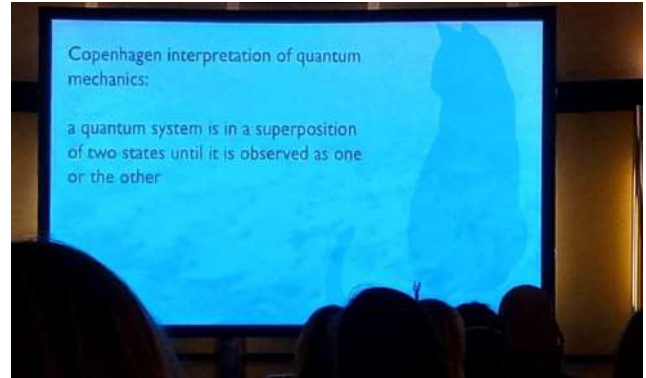 Copenhagen interpretation of quantum
mechanics:
a quantum system is in a superposition
of two states until it is observed as one
or the other